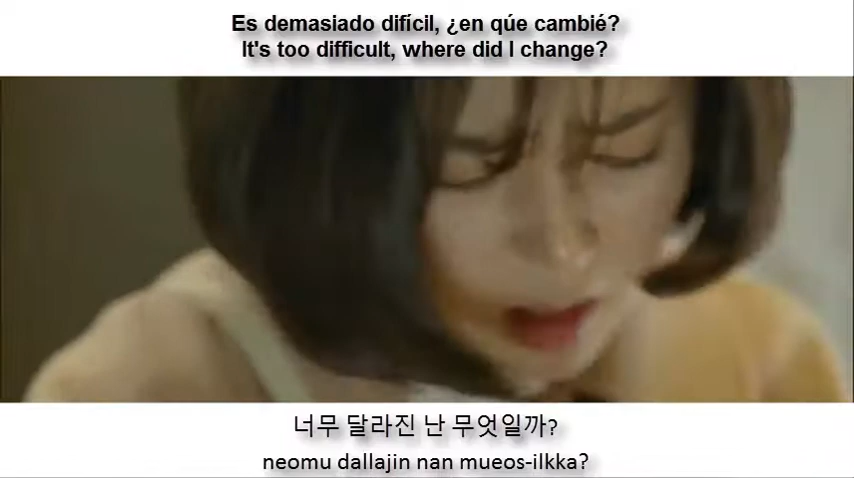 Es demasiado difícil, ¿en qúe cambié?
It's too difficult, where did I change?
너무 달라진 난 무엇일까?
neomu dallajin nan mueos-ilkka?